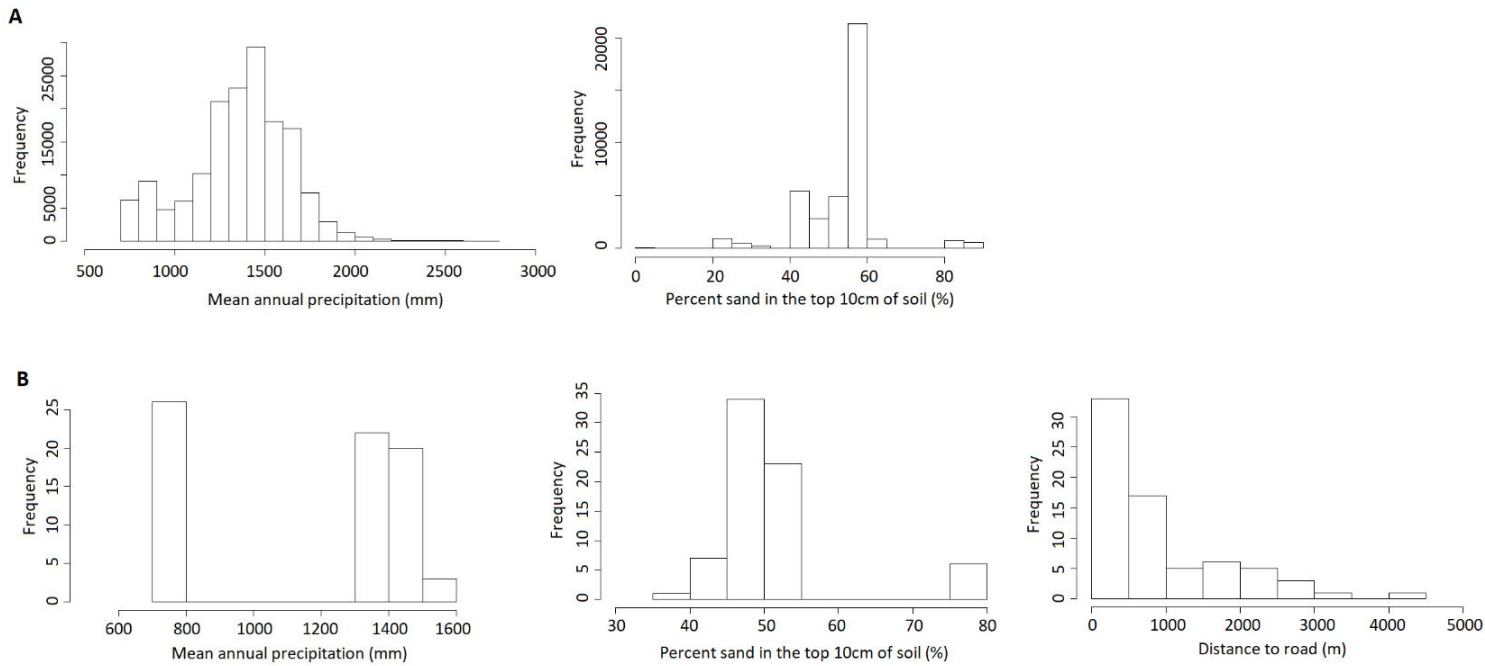 A
Frequency
0
5000
15000
25000
500 1000 1500 2000 2500 3000
Mean annual precipitation (mm)
Frequency
0
10000
20000
0 20 40 60 80
Percent sand in the top 10cm of soil (%)
B
Frequency
0
5
10
15
20
25
600 800 1000 1200 1400 1600
Mean annual precipitation (mm)
Frequency
0
5
10
15
20
25
30
35
30 40 50 60 70 80
Percent sand in the top 10cm of soil (%)
Frequency
0
5
10
15
20
25
30
0 1000 2000 3000 4000 5000
Distance to road (m)